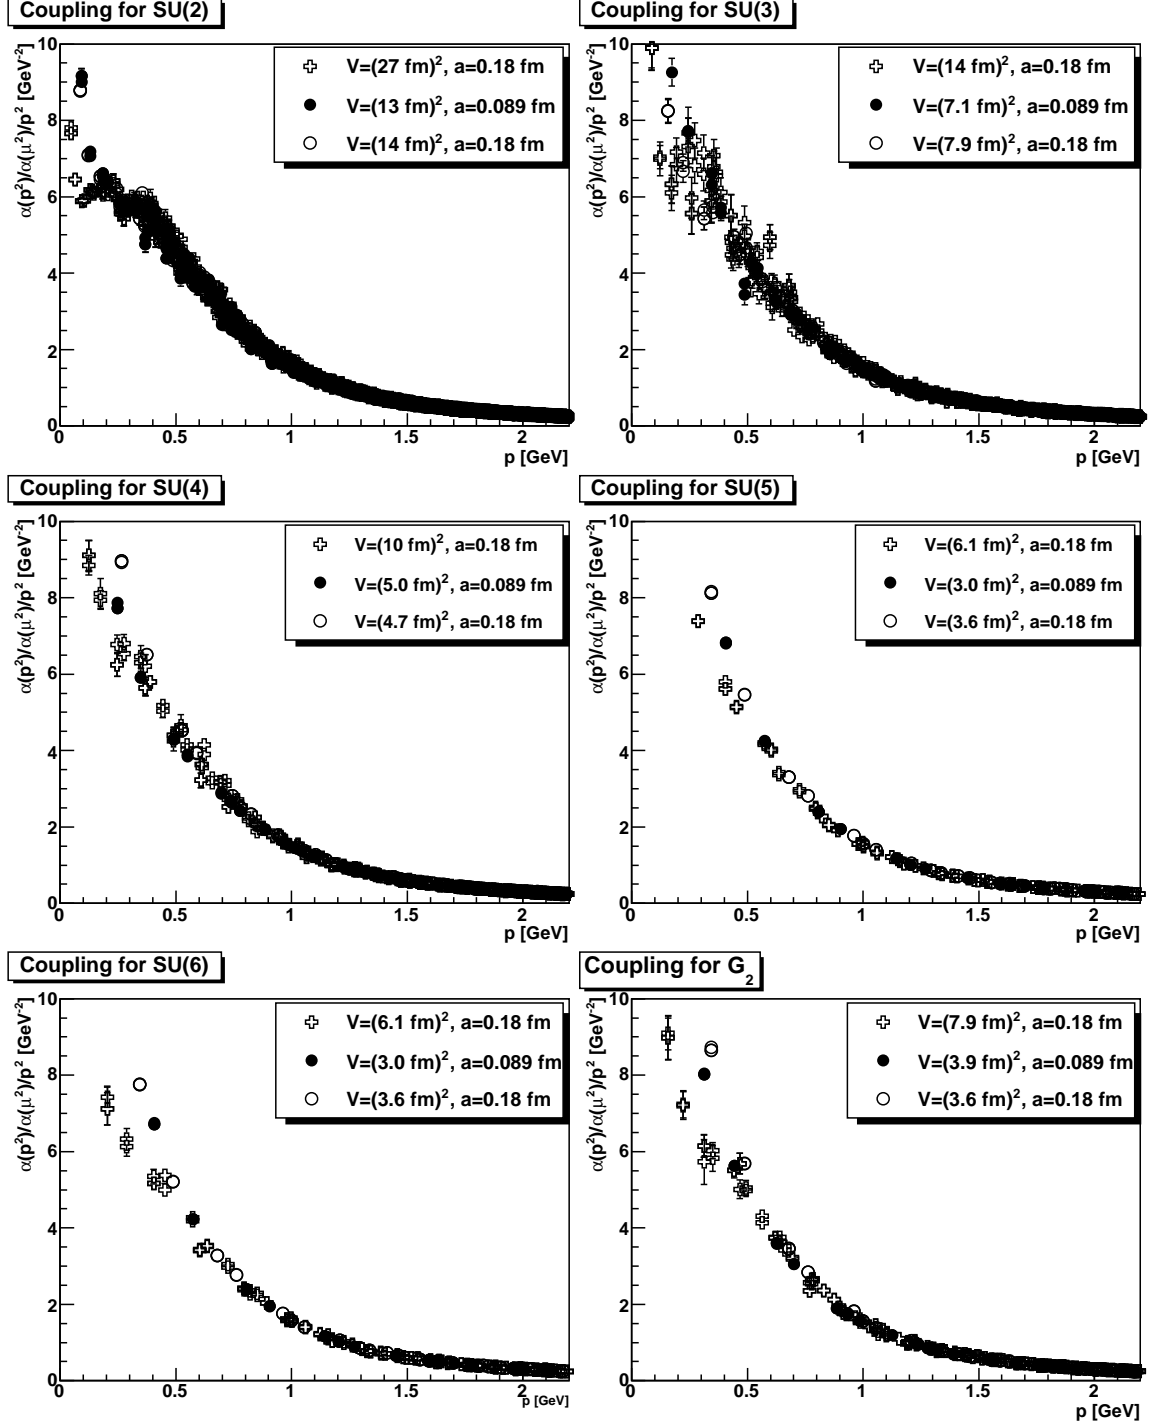 Coupling for SU(2)
α(p²)/α(μ²)/p² [GeV⁻²]
10
8
6
4
2
0
V=(27 fm)², a=0.18 fm
V=(13 fm)², a=0.089 fm
V=(14 fm)², a=0.18 fm
0 0.5 1 1.5 2
p [GeV]
Coupling for SU(3)
α(p²)/α(μ²)/p² [GeV⁻²]
10
8
6
4
2
0
V=(14 fm)², a=0.18 fm
V=(7.1 fm)², a=0.089 fm
V=(7.9 fm)², a=0.18 fm
0 0.5 1 1.5 2
p [GeV]
Coupling for SU(4)
α(p²)/α(μ²)/p² [GeV⁻²]
10
8
6
4
2
0
V=(10 fm)², a=0.18 fm
V=(5.0 fm)², a=0.089 fm
V=(4.7 fm)², a=0.18 fm
0 0.5 1 1.5 2
p [GeV]
Coupling for SU(5)
α(p²)/α(μ²)/p² [GeV⁻²]
10
8
6
4
2
0
V=(6.1 fm)², a=0.18 fm
V=(3.0 fm)², a=0.089 fm
V=(3.6 fm)², a=0.18 fm
0 0.5 1 1.5 2
p [GeV]
Coupling for SU(6)
α(p²)/α(μ²)/p² [GeV⁻²]
10
8
6
4
2
0
V=(6.1 fm)², a=0.18 fm
V=(3.0 fm)², a=0.089 fm
V=(3.6 fm)², a=0.18 fm
0 0.5 1 1.5 2
p [GeV]
Coupling for G₂
α(p²)/α(μ²)/p² [GeV⁻²]
10
8
6
4
2
0
V=(7.9 fm)², a=0.18 fm
V=(3.9 fm)², a=0.089 fm
V=(3.6 fm)², a=0.18 fm
0 0.5 1 1.5 2
p [GeV]